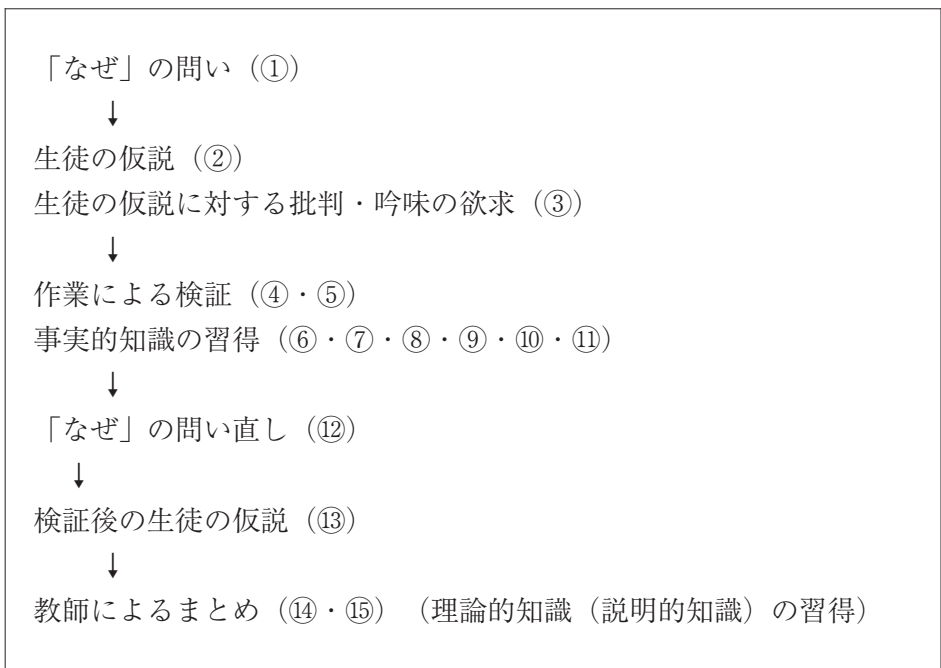 「なぜ」の問い（①）
↓
生徒の仮説（②）
生徒の仮説に対する批判・吟味の欲求（③）
↓
作業による検証（④・⑤）
事実的知識の習得（⑥・⑦・⑧・⑨・⑩・⑪）
↓
「なぜ」の問い直し（⑫）
↓
検証後の生徒の仮説（⑬）
↓
教師によるまとめ（⑭・⑮）（理論的知識（説明的知識）の習得）